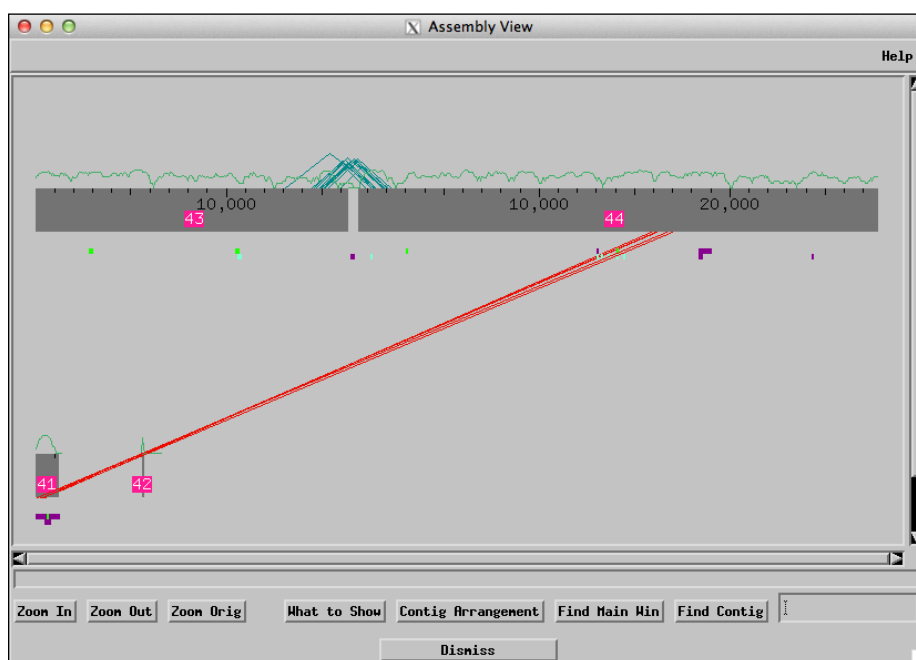 X Assembly View
Help
10,000 10,000 20,000
43 44
41 42
Zoom In Zoom Out Zoom Orig What to Show Contig Arrangement Find Main Win Find Contig
Dismiss